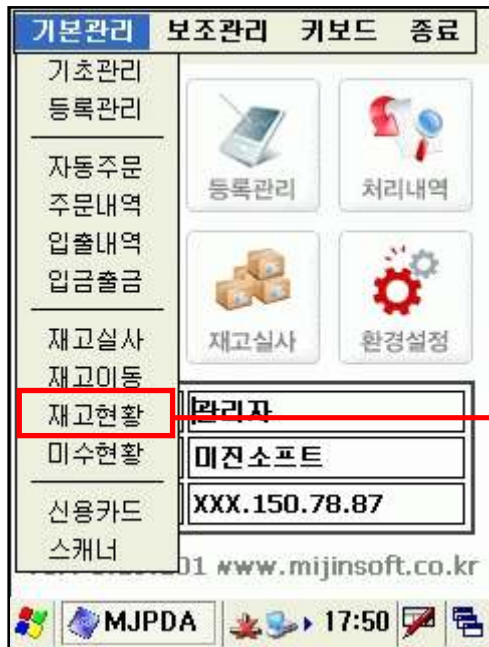 기본관리 보조관리 키보드 종료
기초관리
등록관리
자동주문
주문내역
입출내역
입금출금
재고실사
재고이동
재고현황
미수현황
신용카드
스캐너
등록관리 처리내역
재고실사 환경설정
관리자
미진소프트
XXX.150.78.87
www.mijinsoft.co.kr
MJPDA 17:50